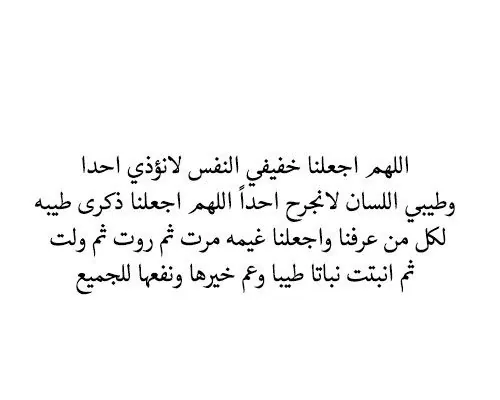 اللهم اجعلنا خفيفي النفس لانؤذي احدا
وطيبي اللسان لانجرح احداً اللهم اجعلنا ذكرى طيبه
لكل من عرفنا واجعلنا غيمه مرت ثم روت ثم ولت
ثم انبتت نباتا طيبا وعم خيرها ونفعها للجميع